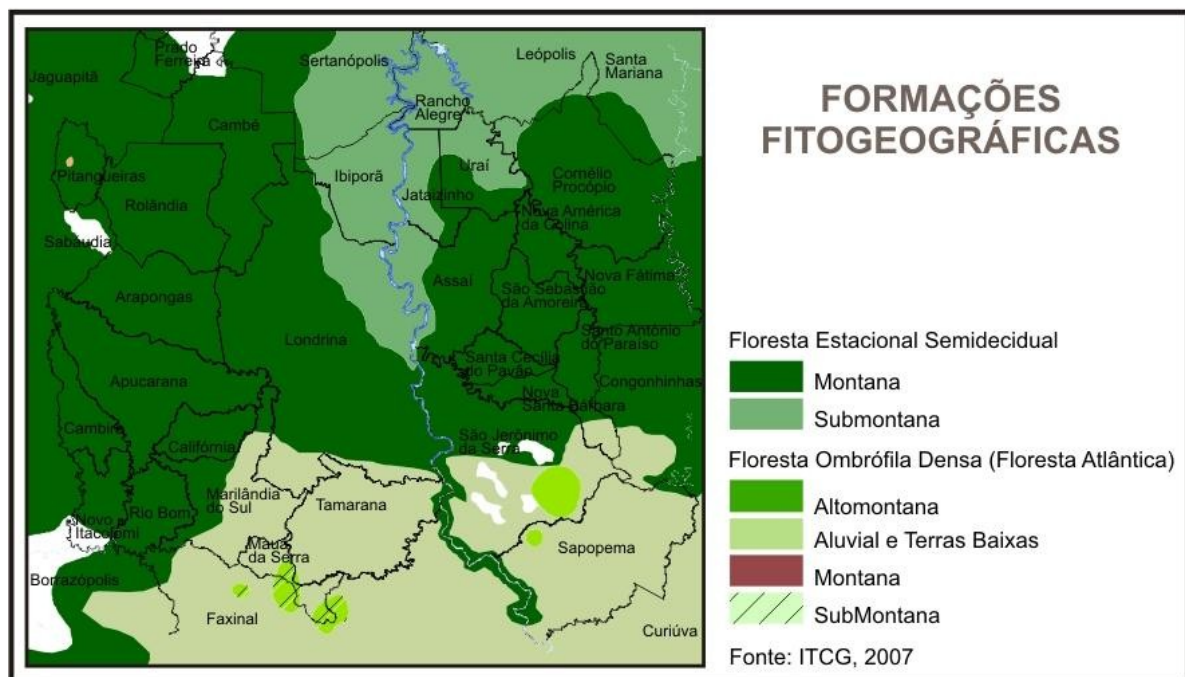 FORMAÇÕES
FITOGEOGRÁFICAS
Prado
Ferreira
Sertanópolis
Leópolis
Santa
Mariana
Jaguapitã
Rancho
Alegre
Cambé
Uraí
Pitangueiras
Ibiporã
Cornélio
Procópio
Rolândia
Jataizinho
Nova América
da Colina
Sabáudia
Assaí
Nova Fátima
Arapongas
São Sebastião
da Amoreira
Londrina
Santo Antônio
do Paraíso
Santa Cecília
do Pavão
Apucarana
Nova
Santa Bárbara
Congonhinhas
Cambira
Califórnia
São Jerônimo
da Serra
Marilândia
do Sul
Tamarana
Novo
Itacolomi
Rio Bom
Mauá
da Serra
Sapopema
Borrazópolis
Faxinal
Curiúva
Floresta Estacional Semidecidual
Montana
Submontana
Floresta Ombrófila Densa (Floresta Atlântica)
Altomontana
Aluvial e Terras Baixas
Montana
SubMontana
Fonte: ITCG, 2007